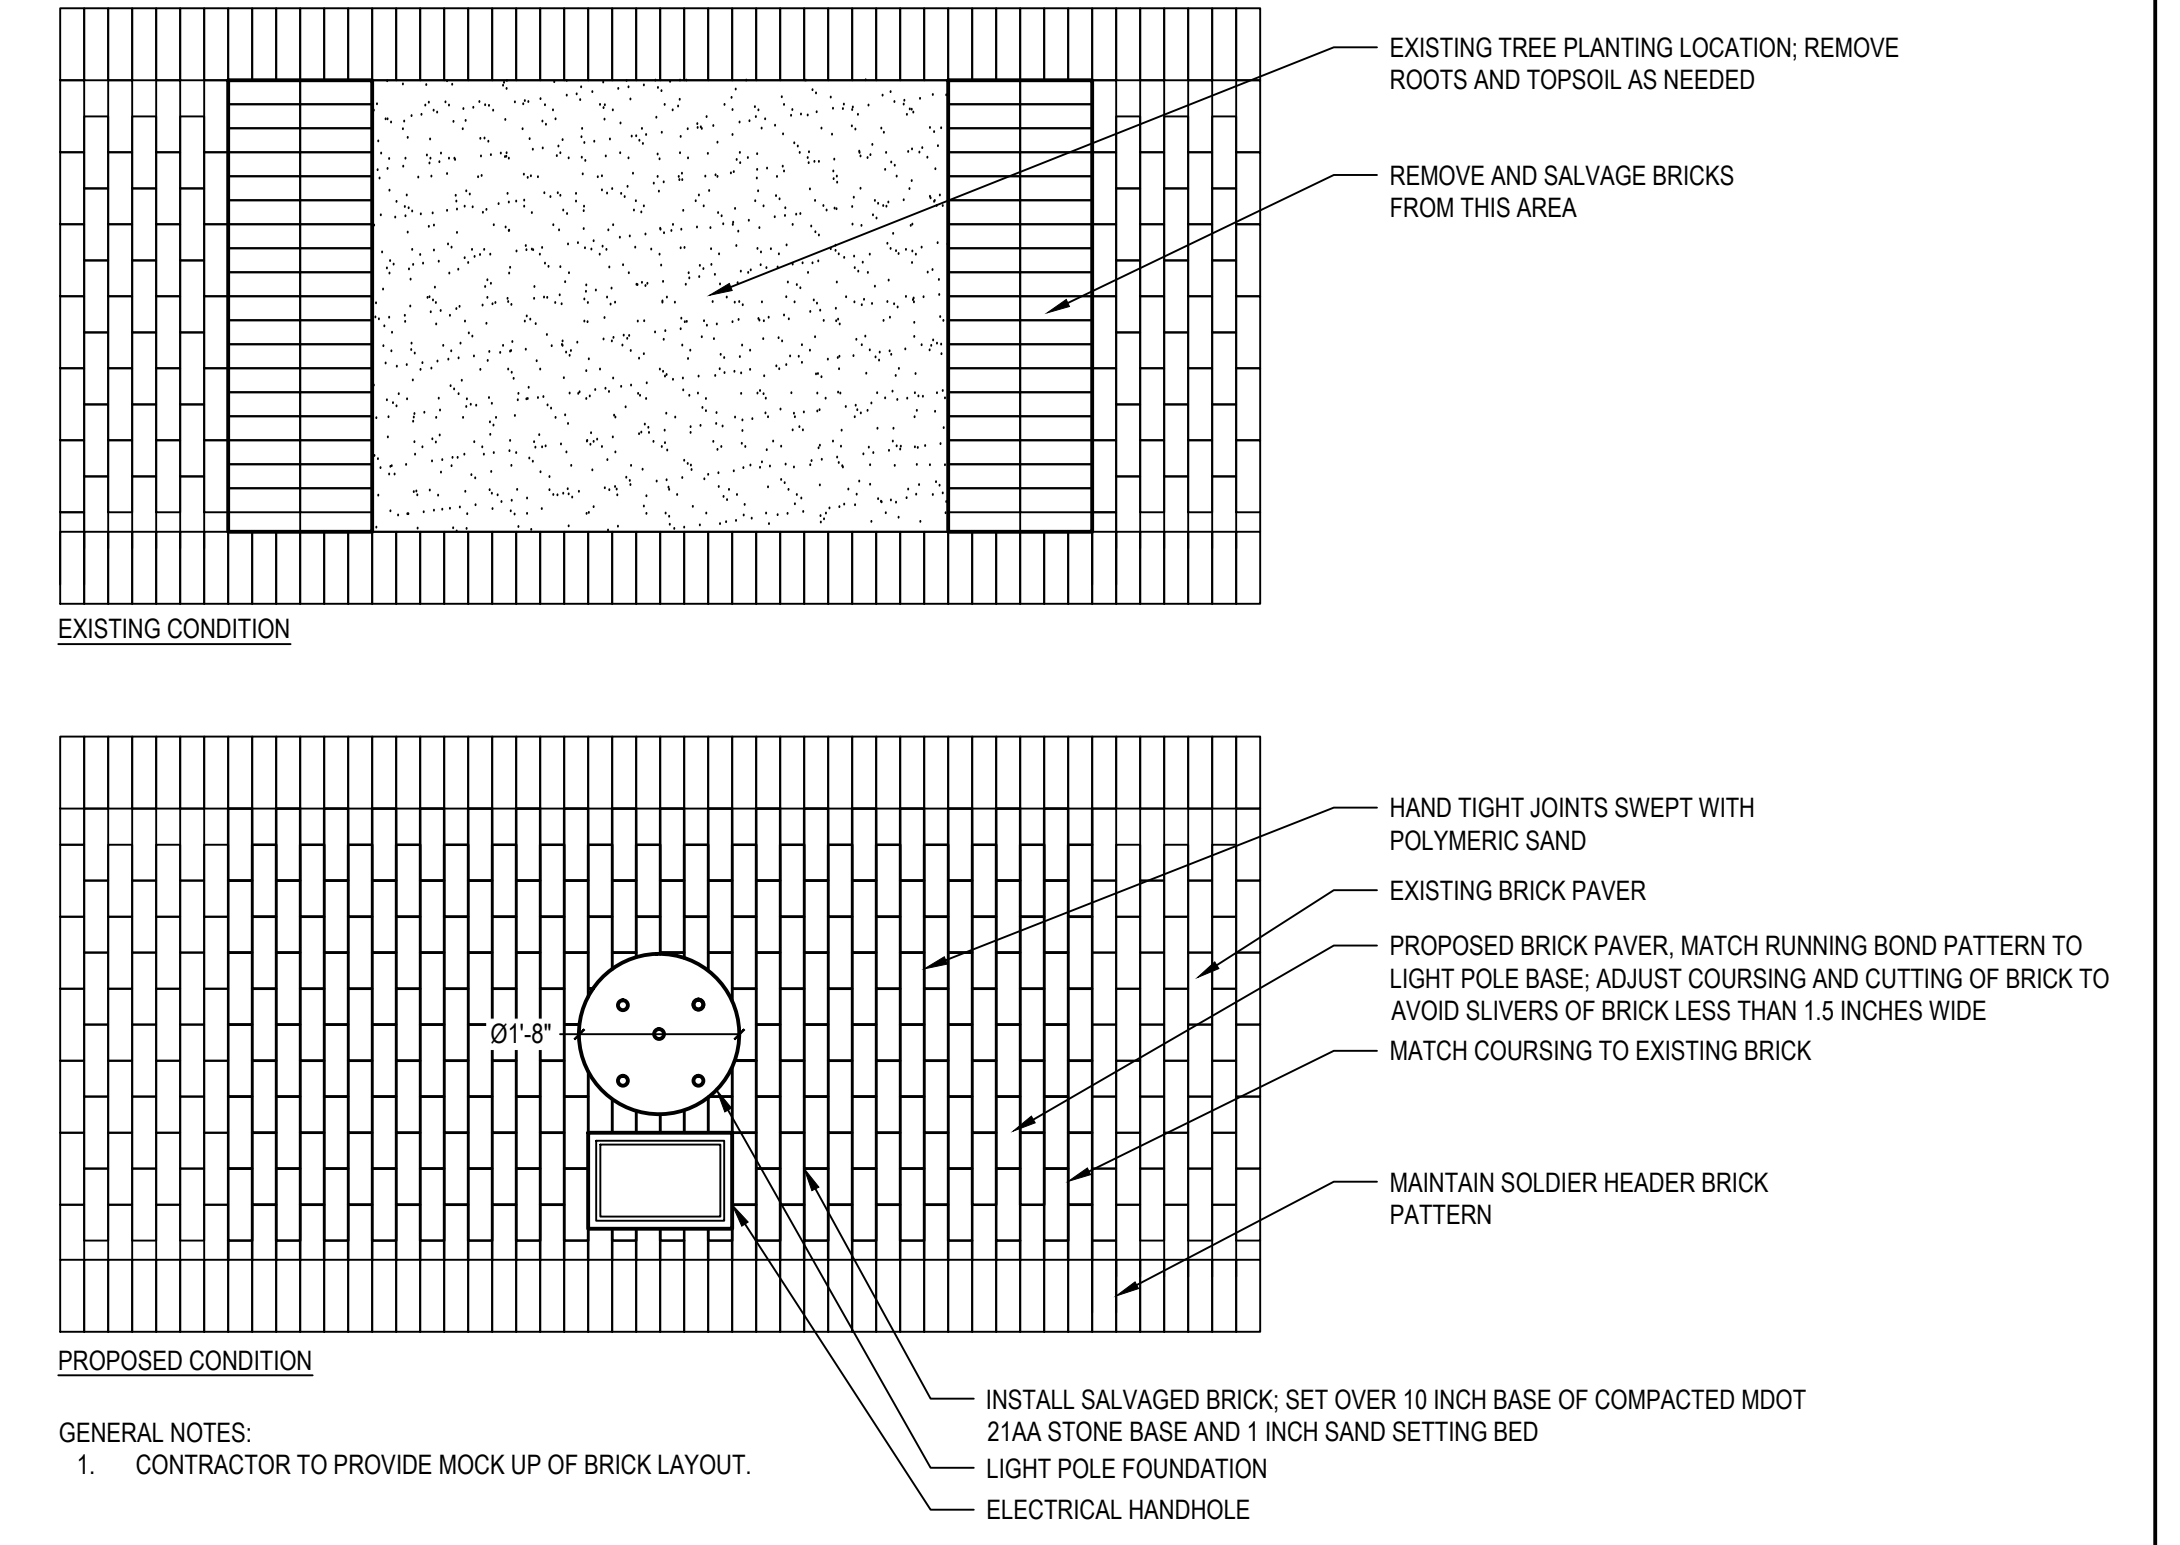 EXISTING TREE PLANTING LOCATION; REMOVE
ROOTS AND TOPSOIL AS NEEDED
REMOVE AND SALVAGE BRICKS
FROM THIS AREA
EXISTING CONDITION
HAND TIGHT JOINTS SWEPT WITH
POLYMERIC SAND
EXISTING BRICK PAVER
PROPOSED BRICK PAVER, MATCH RUNNING BOND PATTERN TO
LIGHT POLE BASE; ADJUST COURSING AND CUTTING OF BRICK TO
AVOID SLIVERS OF BRICK LESS THAN 1.5 INCHES WIDE
Ø1'-8"
MATCH COURSING TO EXISTING BRICK
MAINTAIN SOLDIER HEADER BRICK
PATTERN
PROPOSED CONDITION
INSTALL SALVAGED BRICK; SET OVER 10 INCH BASE OF COMPACTED MDOT
21AA STONE BASE AND 1 INCH SAND SETTING BED
LIGHT POLE FOUNDATION
ELECTRICAL HANDHOLE
GENERAL NOTES:
1. CONTRACTOR TO PROVIDE MOCK UP OF BRICK LAYOUT.